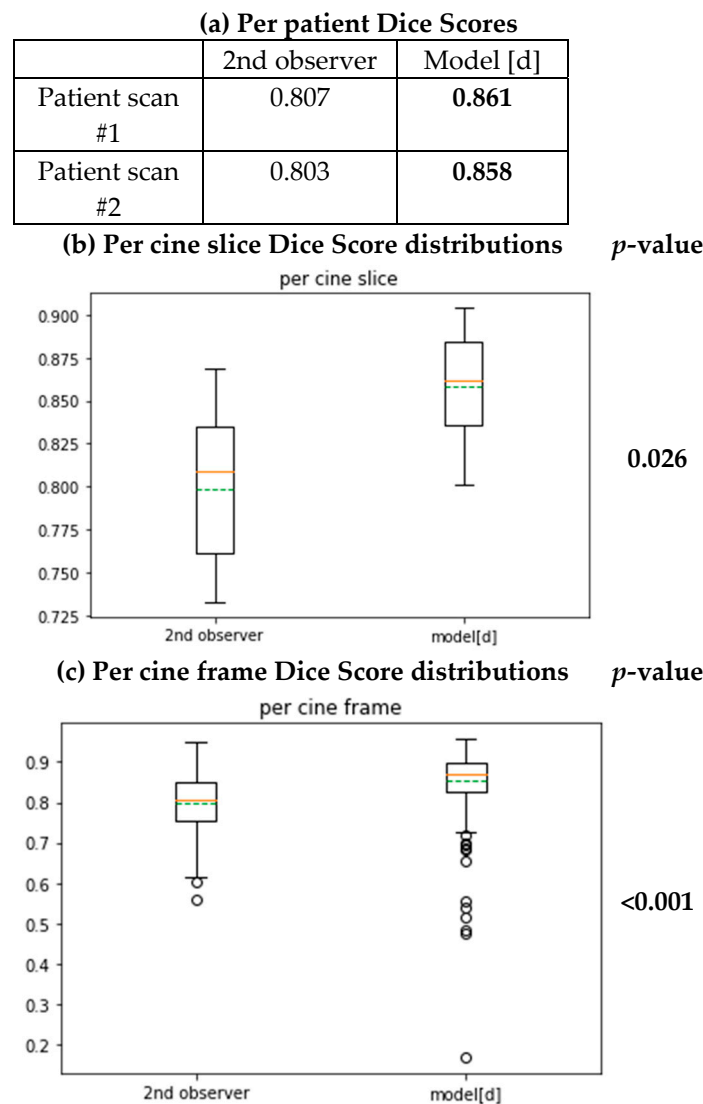 (a) Per patient Dice Scores
2nd observer Model [d]
Patient scan 0.807 0.861
#1
Patient scan 0.803 0.858
#2
(b) Per cine slice Dice Score distributions p-value
per cine slice
0.900
0.875
0.850
0.825
0.800
0.775
0.750
0.725
0.026
2nd observer model[d]
(c) Per cine frame Dice Score distributions p-value
per cine frame
0.9
0.8
0.7
0.6
0.5
0.4
0.3
0.2
<0.001
2nd observer model[d]